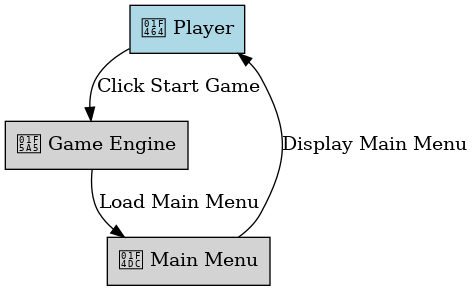 Player
Click Start Game
Game Engine
Display Main Menu
Load Main Menu
Main Menu